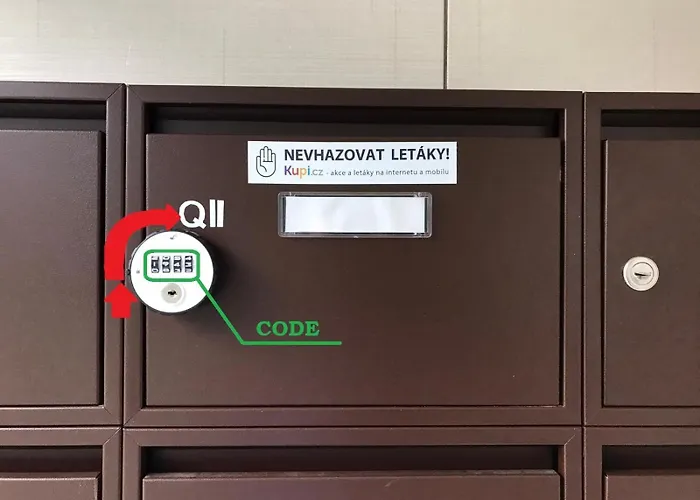 NEVHAZOVAT LETÁKY!
Kupi.cz - akce a letáky na internetu a mobilu
QII
CODE